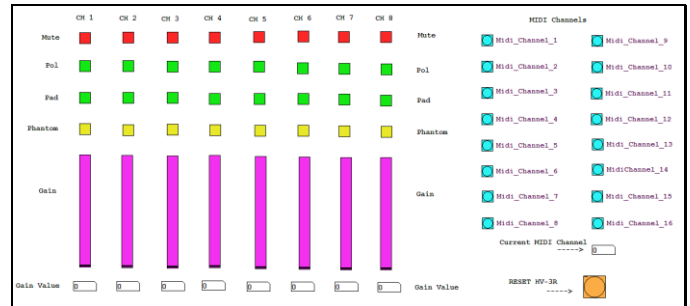 CH 1 CH 2 CH 3 CH 4 CH 5 CH 6 CH 7 CH 8 MIDI Channels
Mute Mute Midi_Channel_1 Midi_Channel_9
Pol Pol Midi_Channel_2 Midi_Channel_10
Pad Pad Midi_Channel_3 Midi_Channel_11
Phantom Phantom Midi_Channel_4 Midi_Channel_12
Midi_Channel_5 Midi_Channel_13
Midi_Channel_6 MidiChannel_14
Gain Gain Midi_Channel_7 Midi_Channel_15
Midi_Channel_8 Midi_Channel_16
Current MIDI Channel
-----> 0
Gain Value 0 0 0 0 0 0 0 0 Gain Value RESET HV-3R
----->